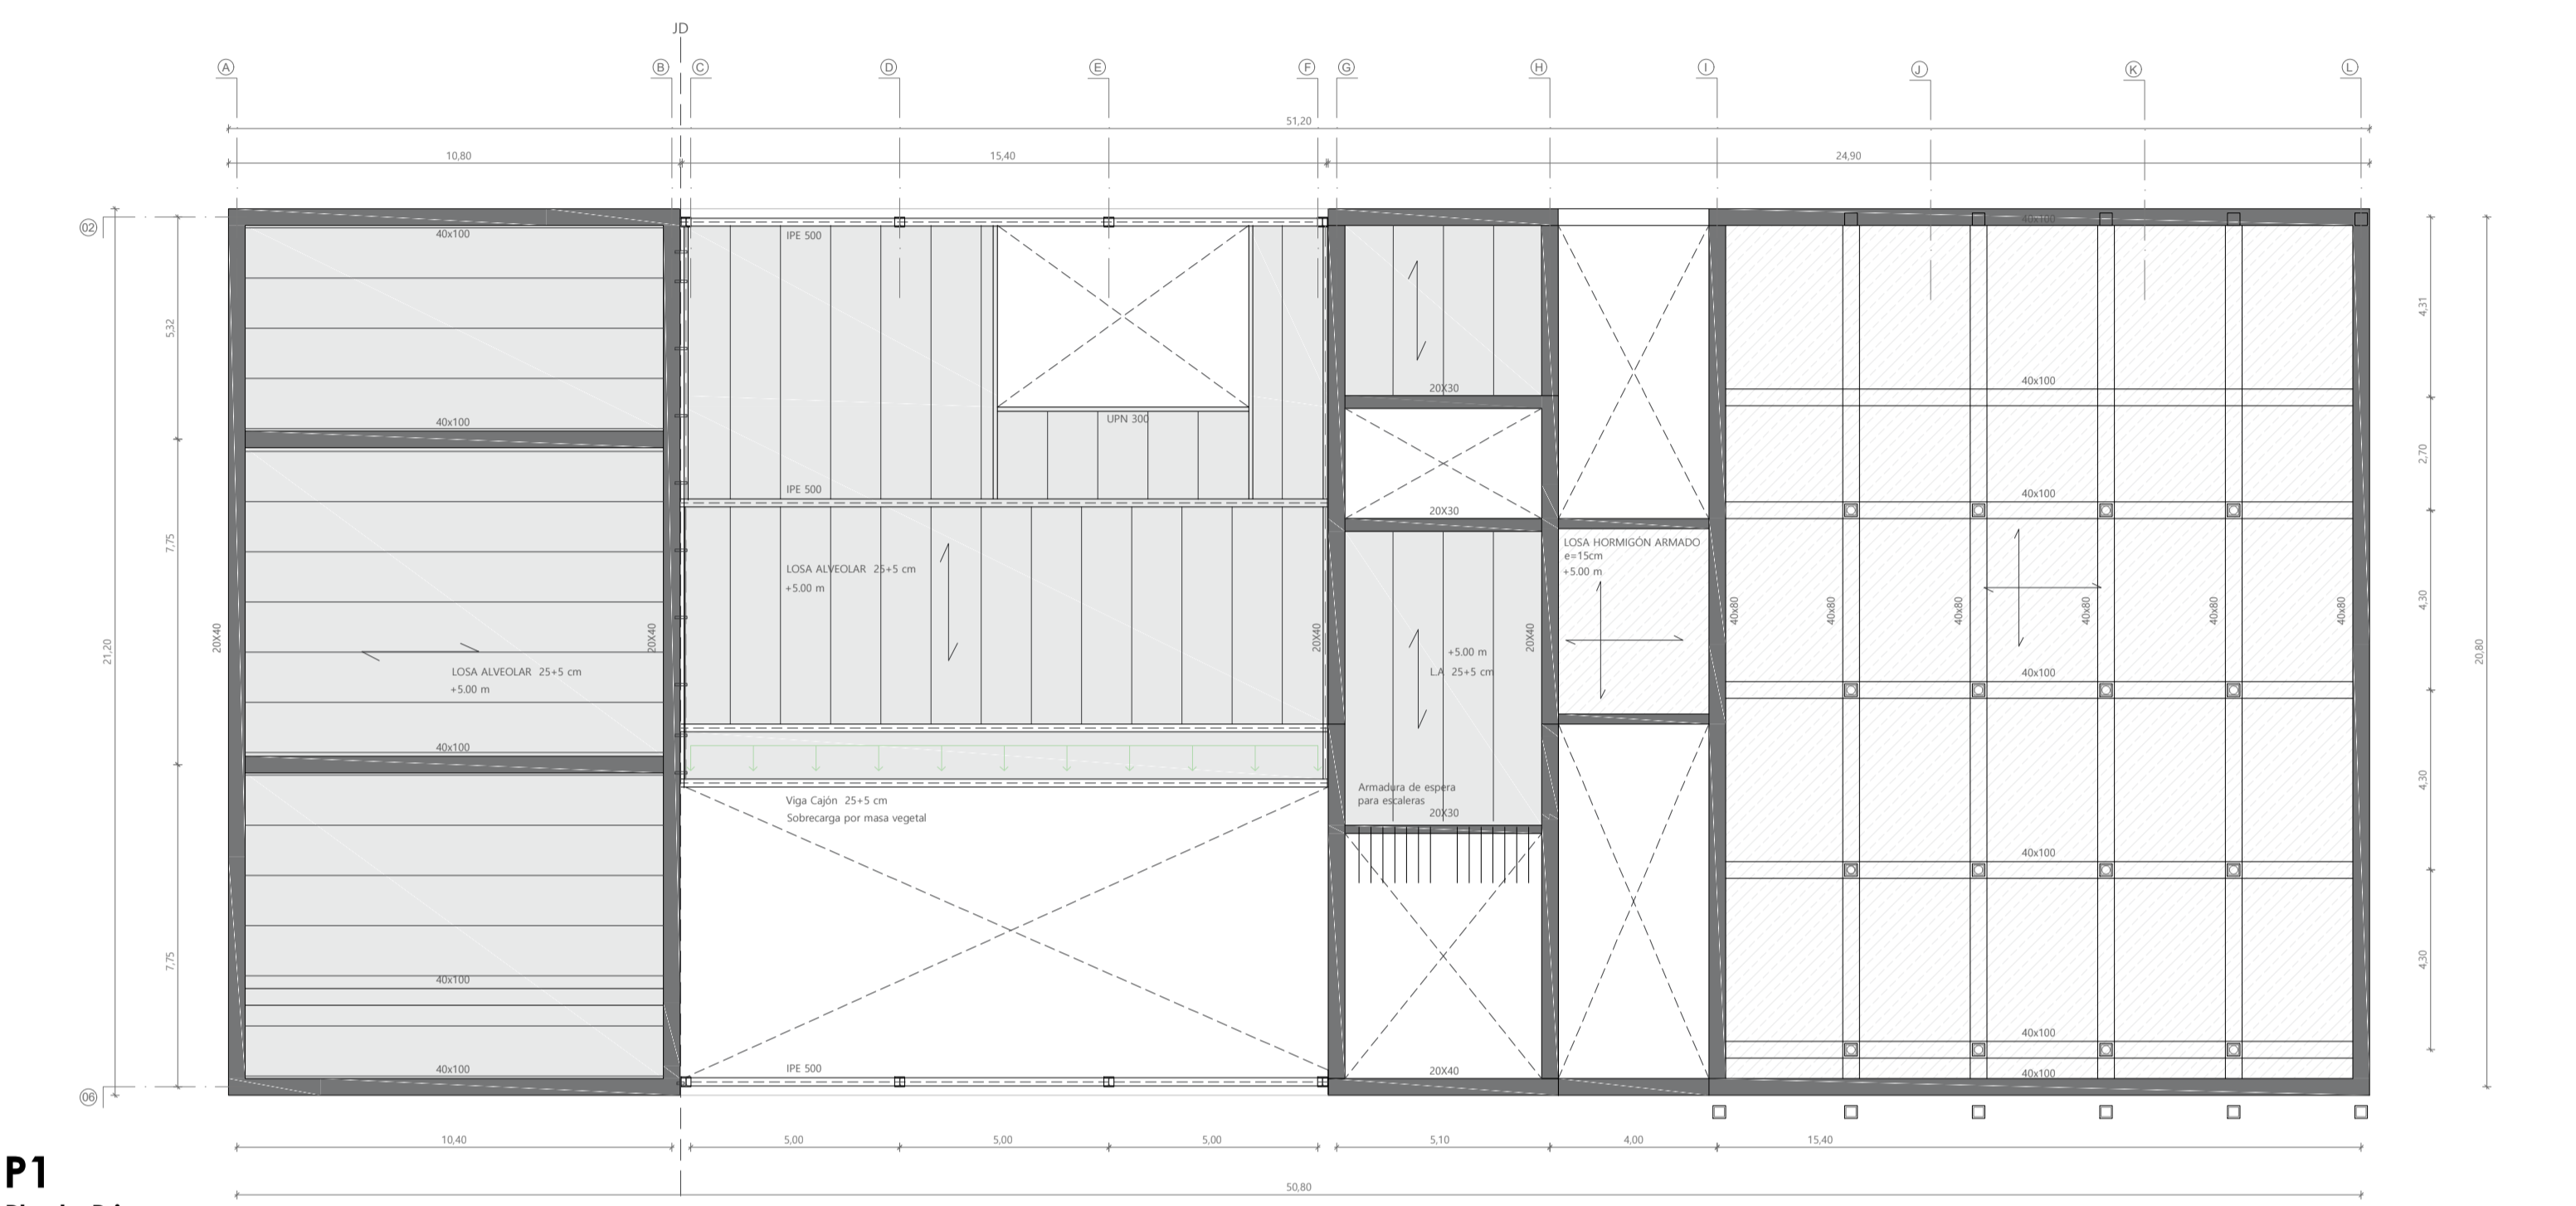 JD
A
B
C
D
E
F
G
H
I
J
K
L
51,20
10,80
15,40
24,90
02
40x100
IPE 500
40x100
5,32
4,31
20X30
40x100
UPN 300
40x100
2,70
IPE 500
40x100
20X30
7,75
LOSA HORMIGÓN ARMADO
e=15cm
+5.00 m
LOSA ALVEOLAR 25+5 cm
+5.00 m
21,20
20X40
20X40
20X40
20X40
40x80
40x80
40x80
40x80
40x80
40x80
4,30
20,80
+5.00 m
L.A 25+5 cm
LOSA ALVEOLAR 25+5 cm
+5.00 m
40x100
40x100
4,30
Armadura de espera
para escaleras
20X30
Viga Cajón 25+5 cm
Sobrecarga por masa vegetal
40x100
7,75
4,30
40x100
40x100
40x100
IPE 500
20X40
40x100
06
10,40
5,00
5,00
5,00
5,10
4,00
15,40
P1
50,80